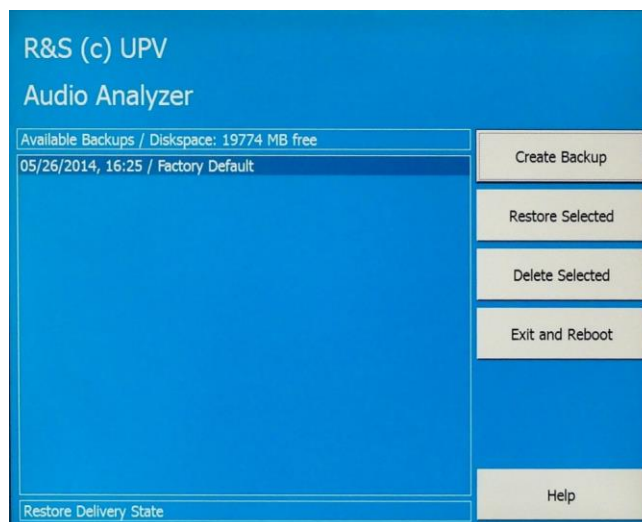 R&S (c) UPV
Audio Analyzer
Available Backups / Diskspace: 19774 MB free
05/26/2014, 16:25 / Factory Default
Create Backup
Restore Selected
Delete Selected
Exit and Reboot
Help
Restore Delivery State